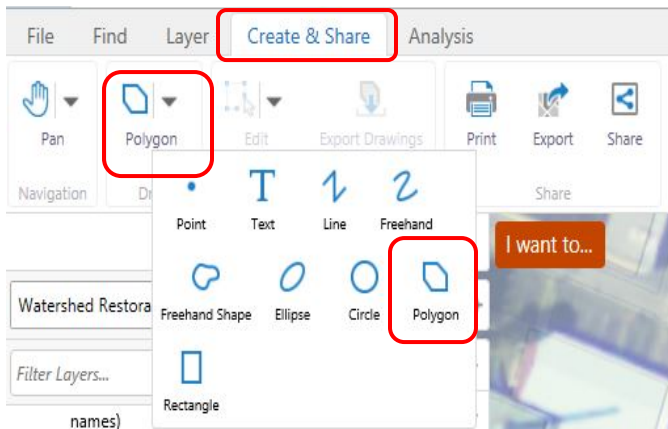 File Find Layer Create & Share Analysis
Pan Polygon Edit Export Drawings Print Export Share
Navigation Dr Share
Point Text Line Freehand
I want to...
Watershed Restora
Freehand Shape Ellipse Circle Polygon
Filter Layers...
Rectangle
names)